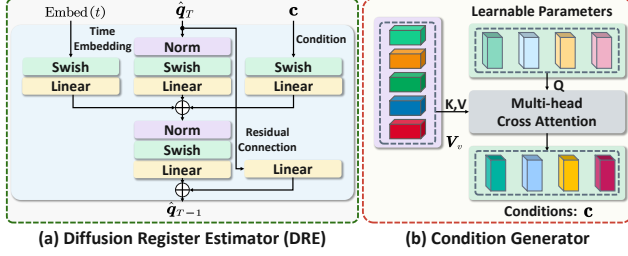 Embed(t)
Time
Embedding
q̂_T
c
Condition
Swish
Linear
Norm
Swish
Linear
Swish
Linear
Norm
Swish
Linear
Residual
Connection
Linear
q̂_{T−1}
(a) Diffusion Register Estimator (DRE)
Learnable Parameters
Q
K,V
V_v
Multi-head
Cross Attention
Conditions: c
(b) Condition Generator